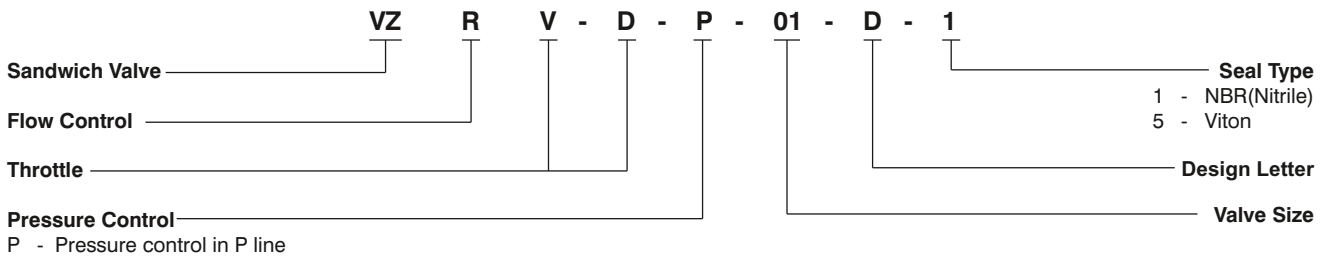 VZ R V - D - P - 01 - D - 1
Sandwich Valve
Seal Type
1 - NBR(Nitrile)
Flow Control
5 - Viton
Throttle
Design Letter
Pressure Control
Valve Size
P - Pressure control in P line